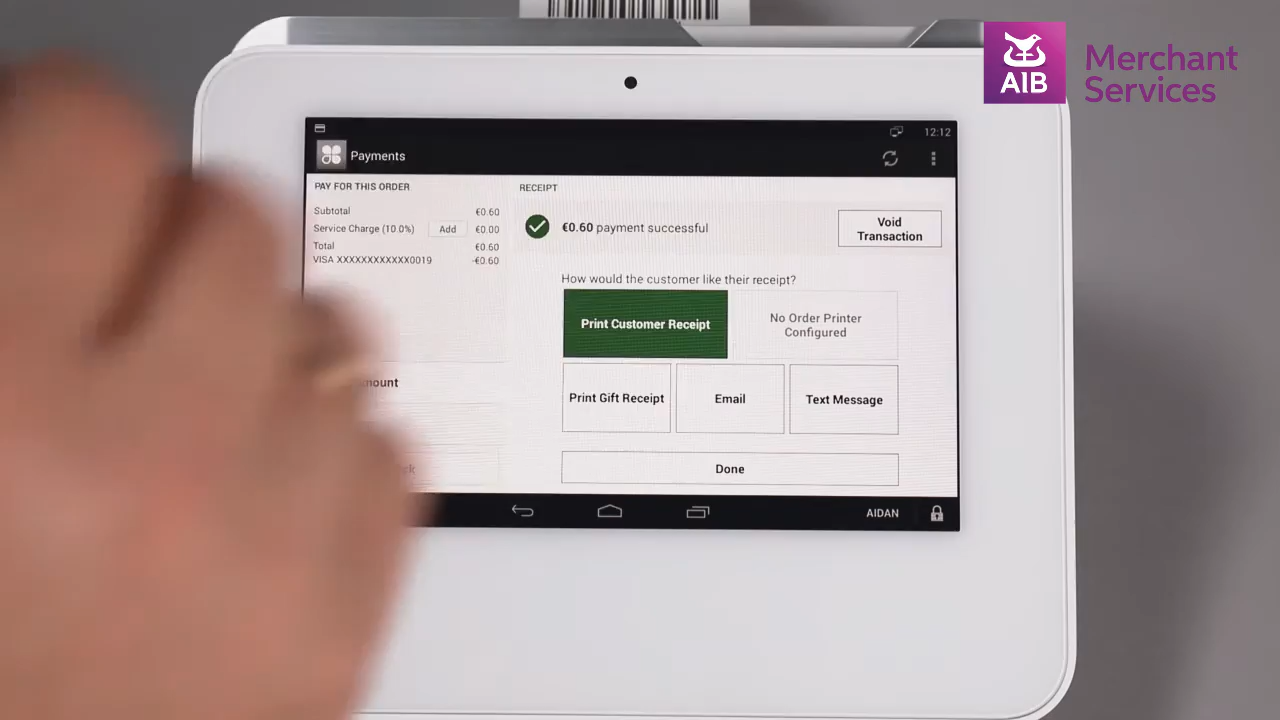 AIB
Merchant
Services
12:12
Payments
PAY FOR THIS ORDER
Subtotal €0.60
Service Charge (10.0%) Add €0.00
Total €0.60
VISA XXXXXXXXXXXX0019 -€0.60
RECEIPT
€0.60 payment successful
Void
Transaction
How would the customer like their receipt?
Print Customer Receipt
No Order Printer
Configured
Print Gift Receipt
Email
Text Message
Done
AIDAN